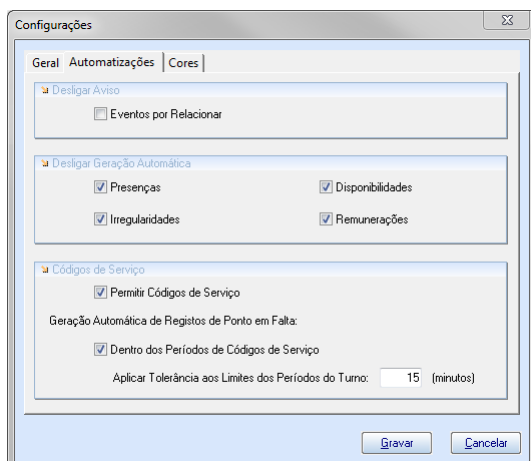 Configurações
Geral Automatizações Cores
Desligar Aviso
Eventos por Relacionar
Desligar Geração Automática
Presenças Disponibilidades
Irregularidades Remunerações
Códigos de Serviço
Permitir Códigos de Serviço
Geração Automática de Registos de Ponto em Falta:
Dentro dos Períodos de Códigos de Serviço
Aplicar Tolerância aos Limites dos Períodos do Turno: 15 (minutos)
Gravar Cancelar